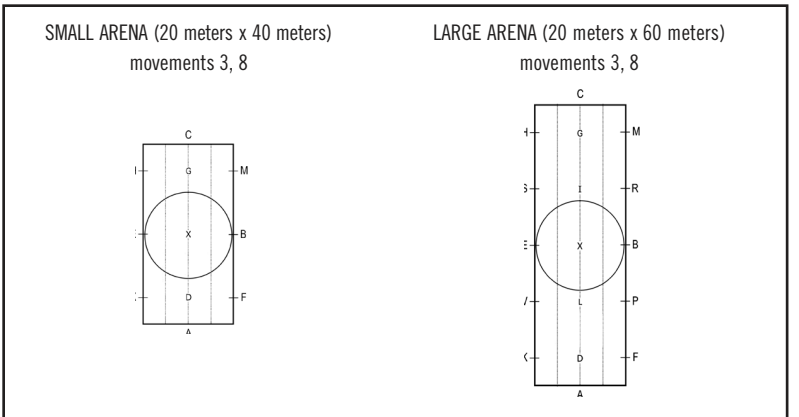 SMALL ARENA (20 meters x 40 meters)
movements 3, 8
C
G
M
X
B
D
F
A
LARGE ARENA (20 meters x 60 meters)
movements 3, 8
C
G M
I R
E X B
L P
D F
A